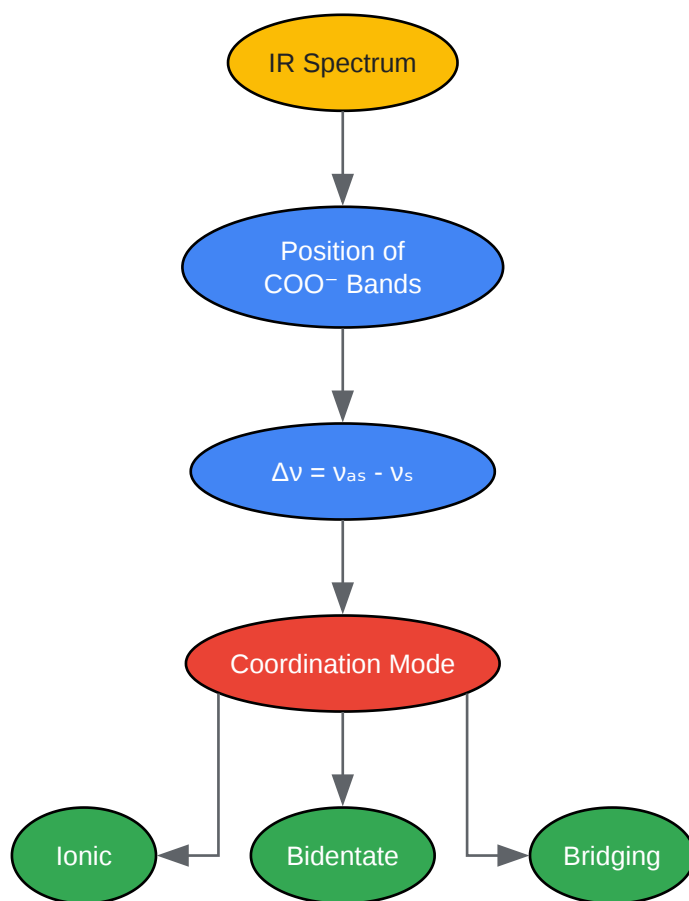 IR Spectrum
Position of
COO⁻ Bands
Δν = νₐₛ - νₛ
Coordination Mode
Ionic
Bidentate
Bridging